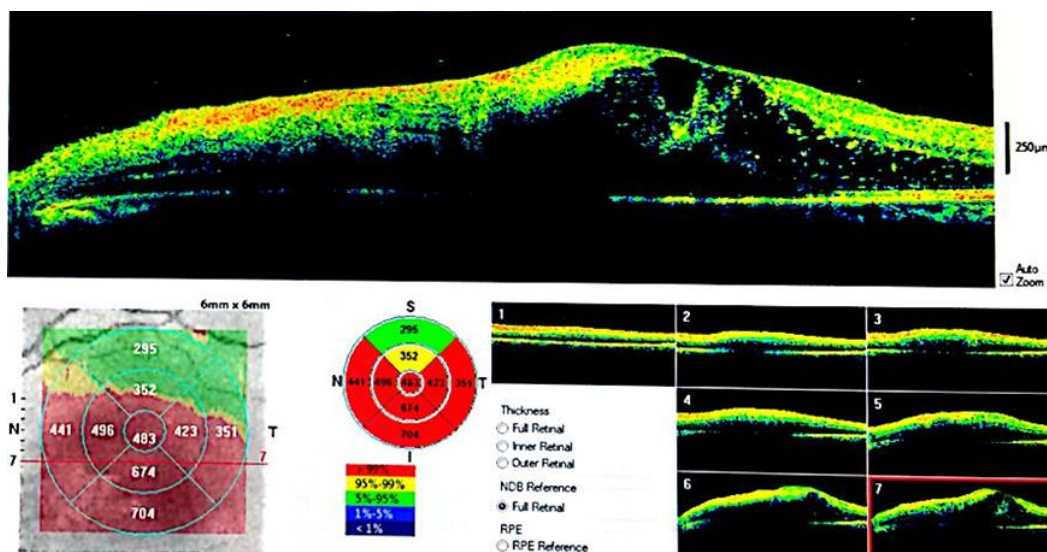 250µm
Auto
Zoom
6mm x 6mm
295
352
N 441 496 483 423 351 T
674
704
1
7
7
S
295
352
N 441 496 483 423 351 T
674
704
I
> 99%
95%-99%
5%-95%
1%-5%
< 1%
Thickness
Full Retinal
Inner Retinal
Outer Retinal
NDB Reference
Full Retinal
RPE
RPE Reference
1
2
3
4
5
6
7